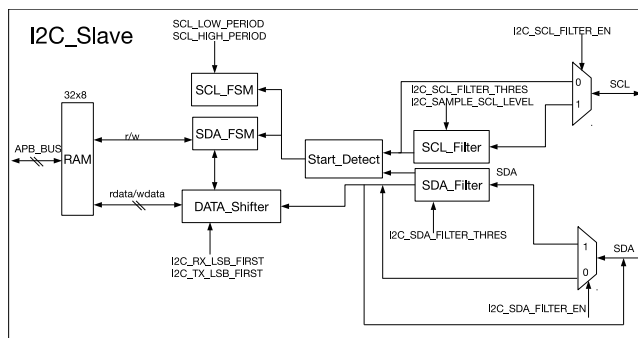 I2C_Slave
SCL_LOW_PERIOD
SCL_HIGH_PERIOD
I2C_SCL_FILTER_EN
32x8
SCL_FSM
0
SCL
I2C_SCL_FILTER_THRES
I2C_SAMPLE_SCL_LEVEL
1
r/w
SDA_FSM
APB_BUS
RAM
Start_Detect
SCL_Filter
SDA
SDA_Filter
rdata/wdata
DATA_Shifter
I2C_SDA_FILTER_THRES
1
SDA
I2C_RX_LSB_FIRST
I2C_TX_LSB_FIRST
0
I2C_SDA_FILTER_EN